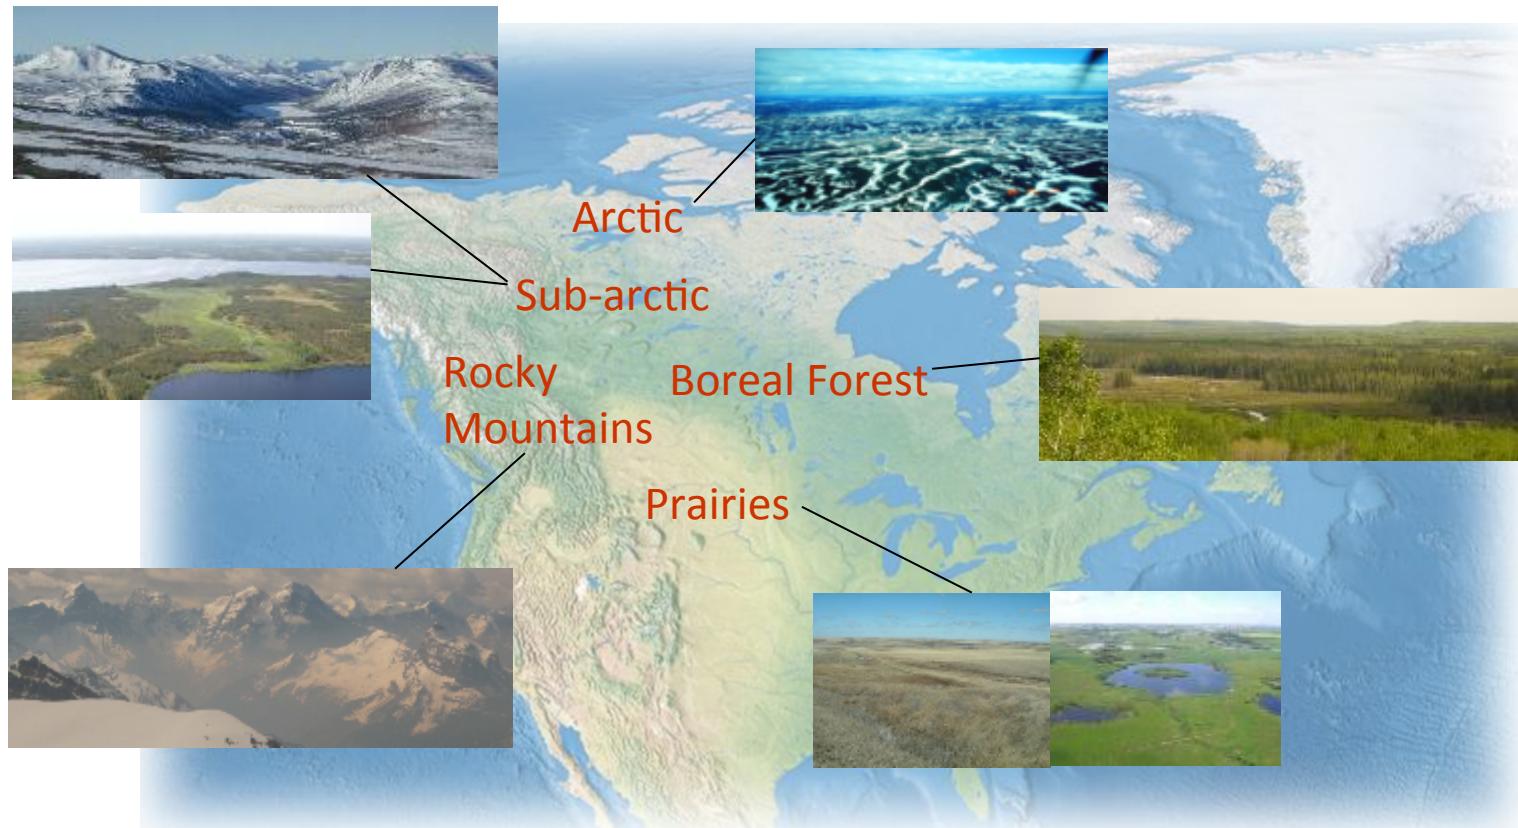 Arctic
Sub-arctic
Rocky
Mountains
Boreal Forest
Prairies